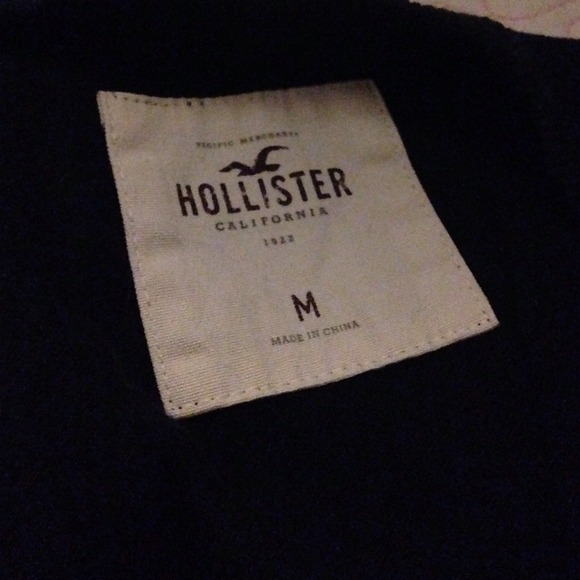 PACIFIC MERCHANTS
HOLLISTER
CALIFORNIA
1922
M
MADE IN CHINA